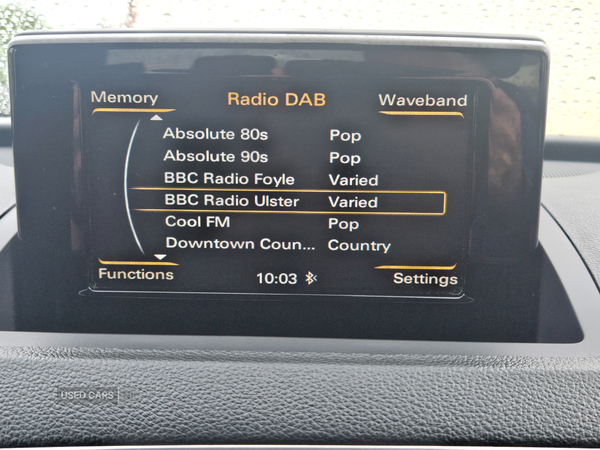 Memory Radio DAB Waveband
Absolute 80s Pop
Absolute 90s Pop
BBC Radio Foyle Varied
BBC Radio Ulster Varied
Cool FM Pop
Downtown Coun... Country
Functions 10:03 Settings
USED CARS